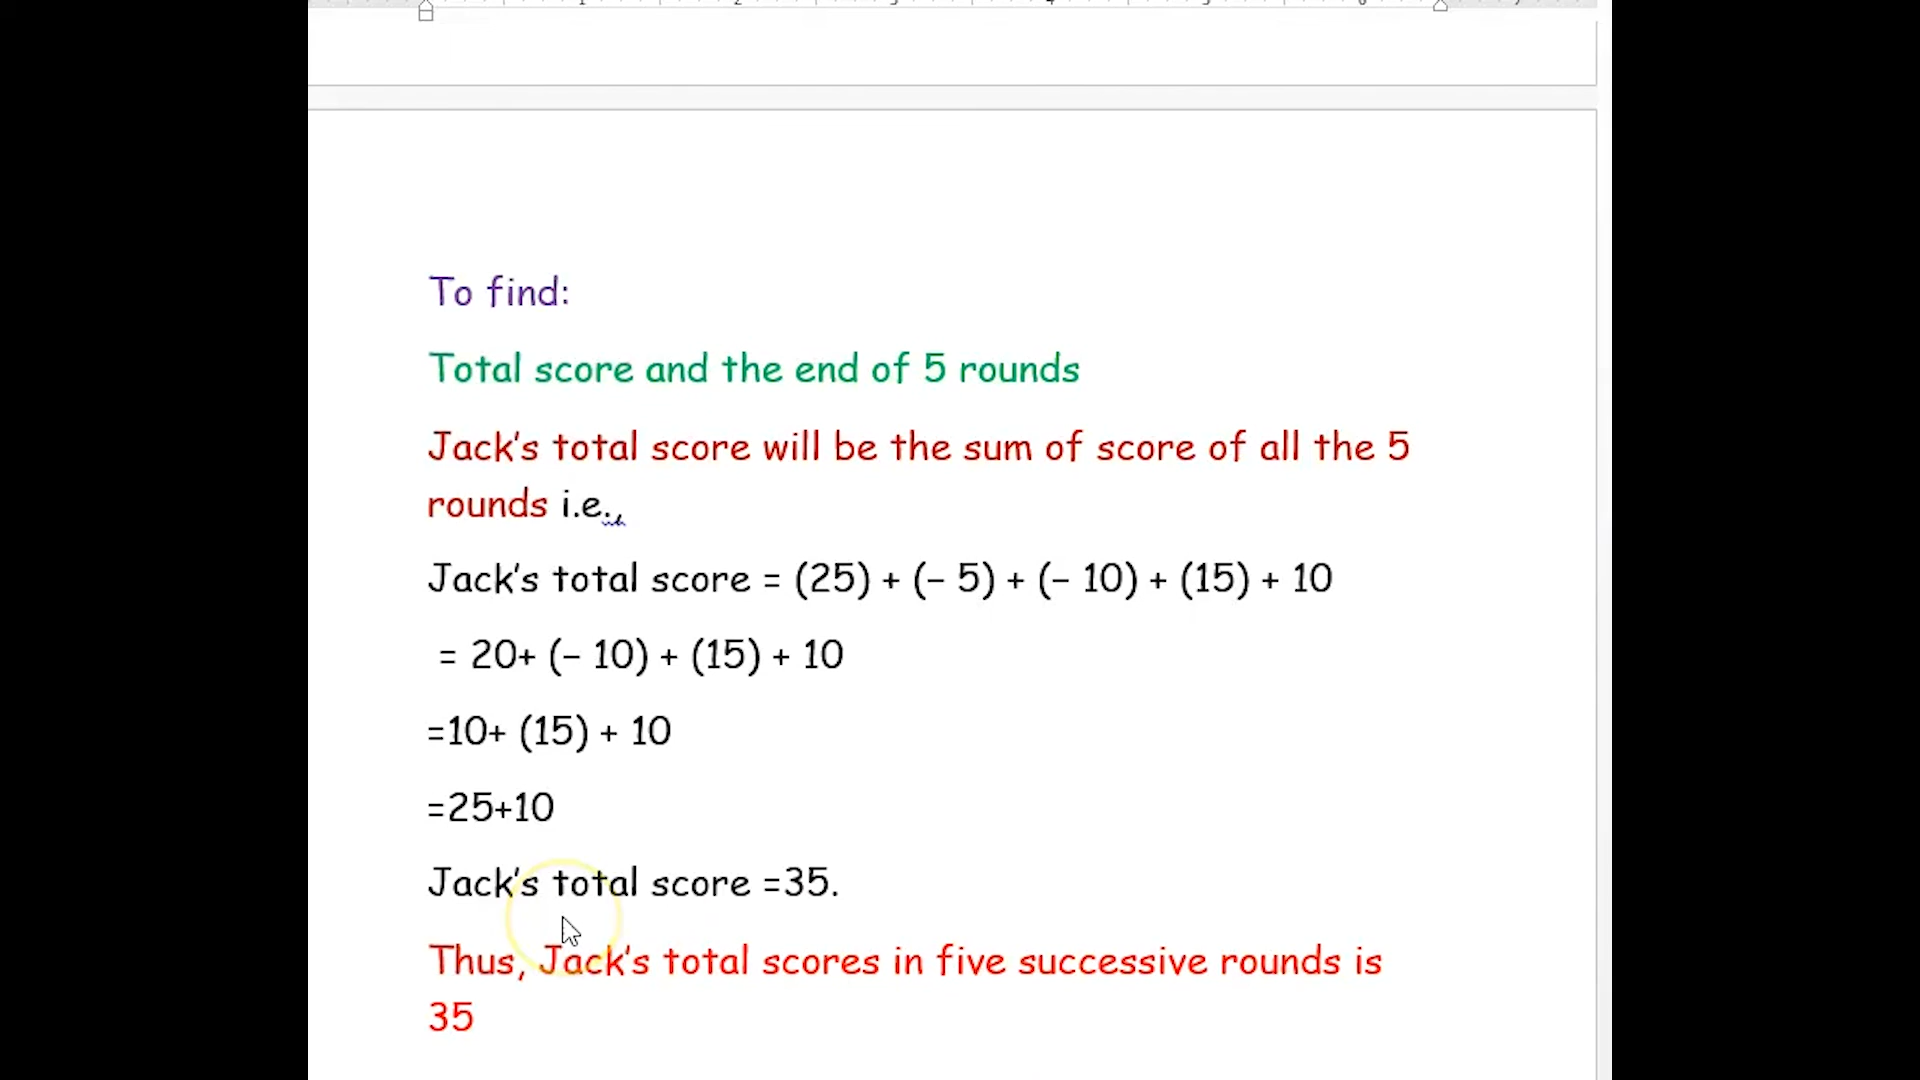 To find:
Total score and the end of 5 rounds
Jack's total score will be the sum of score of all the 5
rounds i.e.,
Jack's total score = (25) + (– 5) + (– 10) + (15) + 10
= 20+ (– 10) + (15) + 10
=10+ (15) + 10
=25+10
Jack's total score =35.
Thus, Jack's total scores in five successive rounds is
35